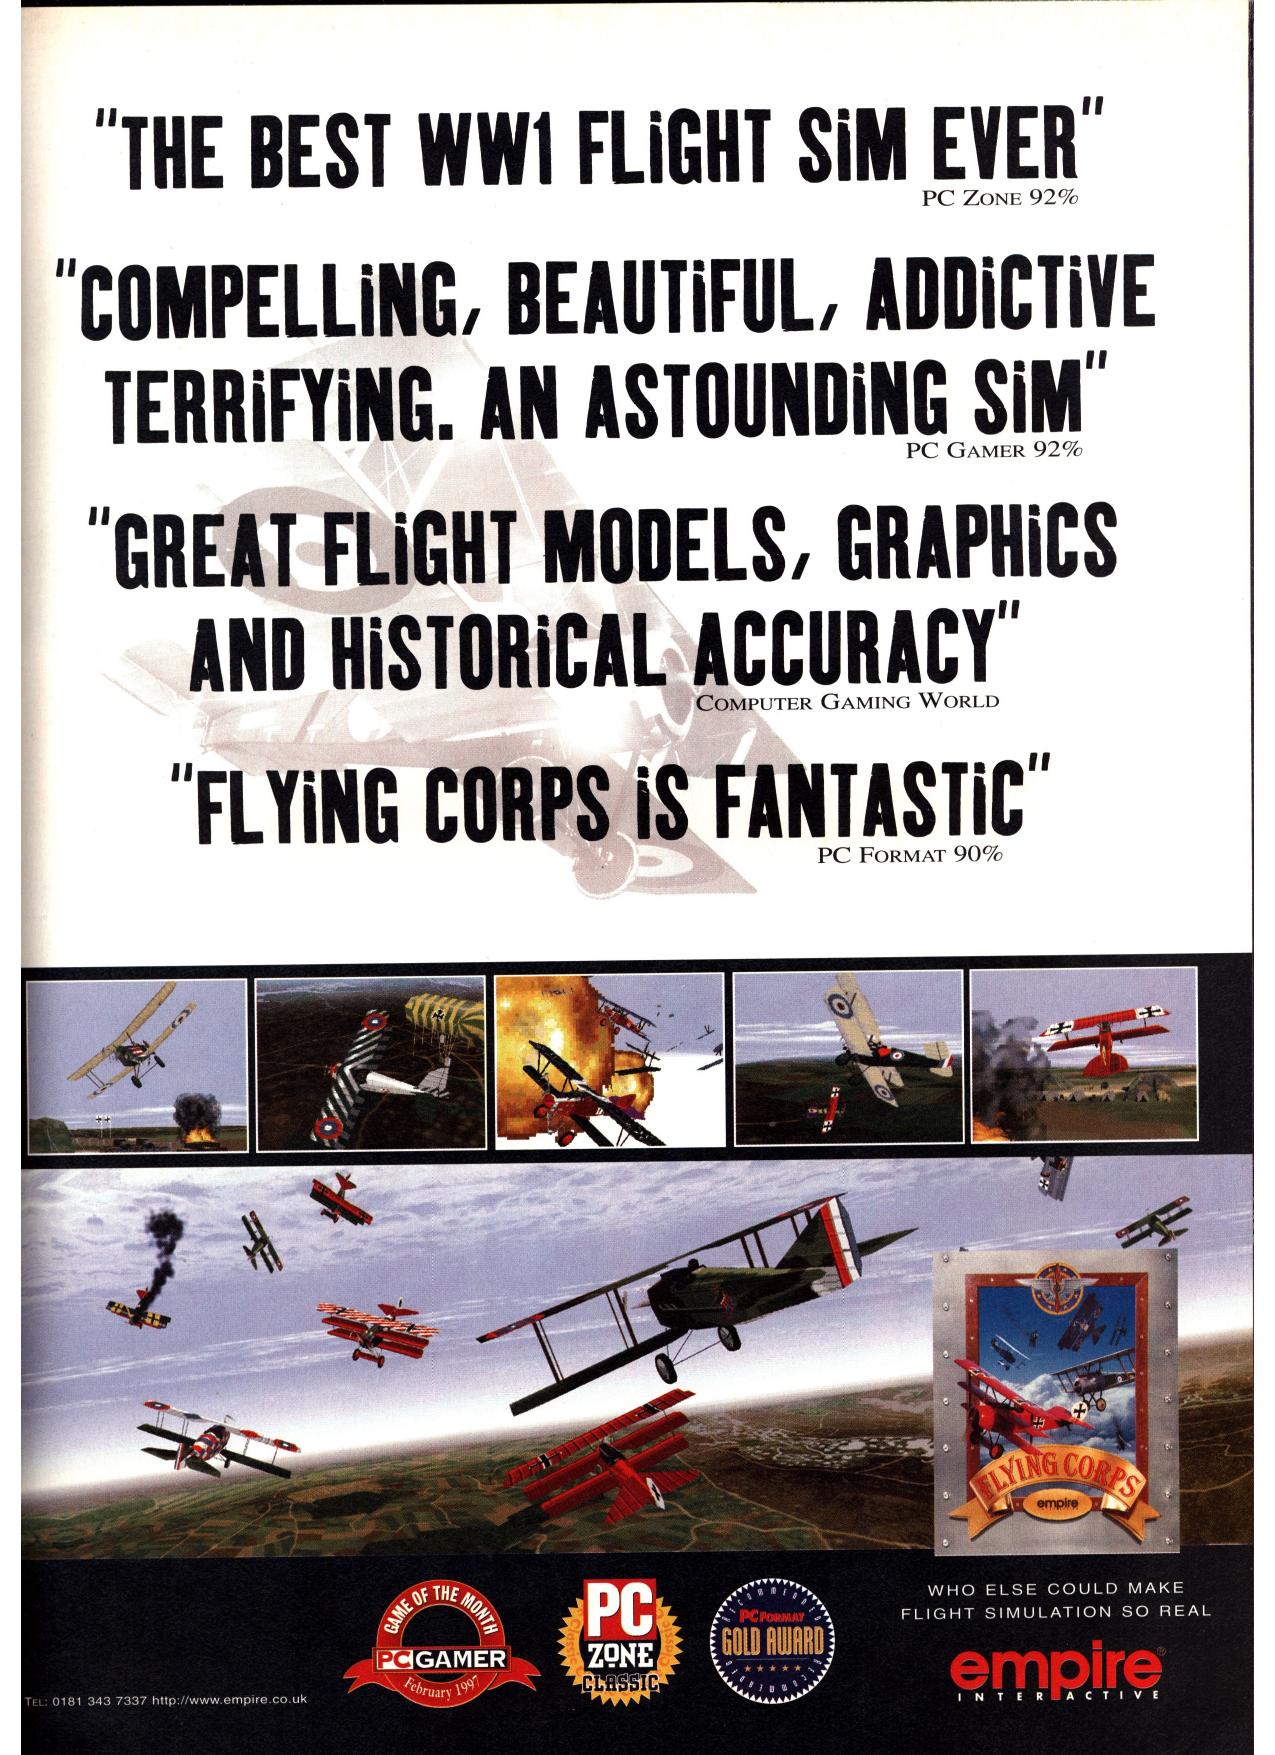 "THE BEST WW1 FLiGHT SiM EVER"
PC ZONE 92%
"COMPELLiNG, BEAUTiFUL, ADDiCTiVE
TERRiFYiNG. AN ASTOUNDiNG SiM"
PC GAMER 92%
"GREAT FLiGHT MODELS, GRAPHiCS
AND HiSTORiCAL ACCURACY"
COMPUTER GAMING WORLD
"FLYiNG CORPS iS FANTASTiC"
PC FORMAT 90%
FLYING CORPS
empire
GAME OF THE MONTH
PC GAMER
February 1997
PC
ZONE
CLASSIC
RECOMMENDED
PC FORMAT
GOLD AWARD
RECOMMENDED
WHO ELSE COULD MAKE
FLIGHT SIMULATION SO REAL
empire®
INTERACTIVE
TEL: 0181 343 7337 http://www.empire.co.uk